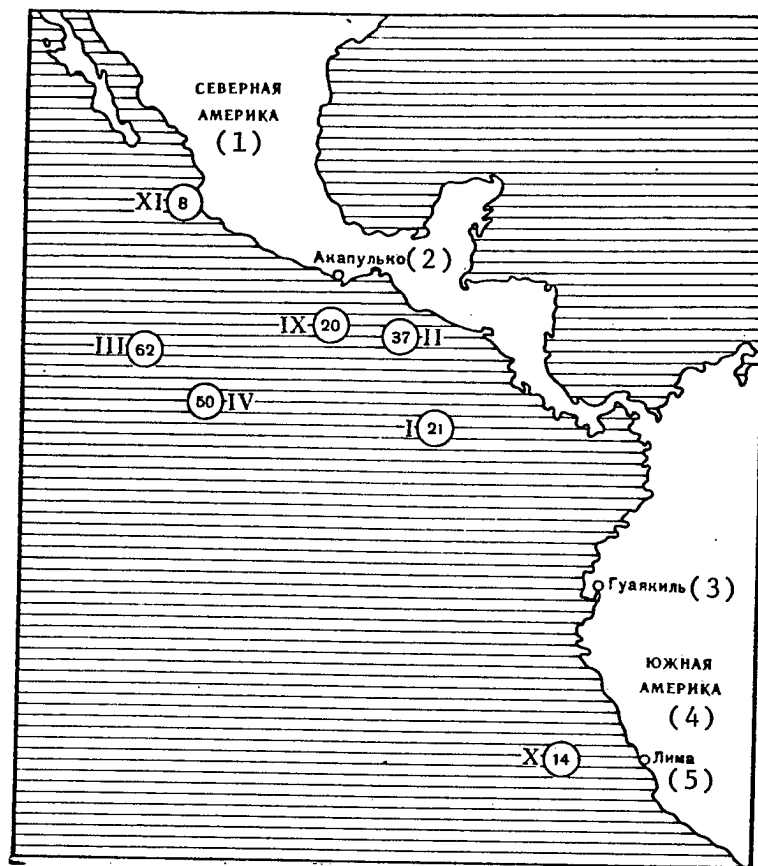 СЕВЕРНАЯ
АМЕРИКА
(1)
XI 8
Акапулько (2)
IX 20
37 II
III 62
50 IV
I 21
Гуаякиль (3)
ЮЖНАЯ
АМЕРИКА
(4)
X 14
Лима
(5)